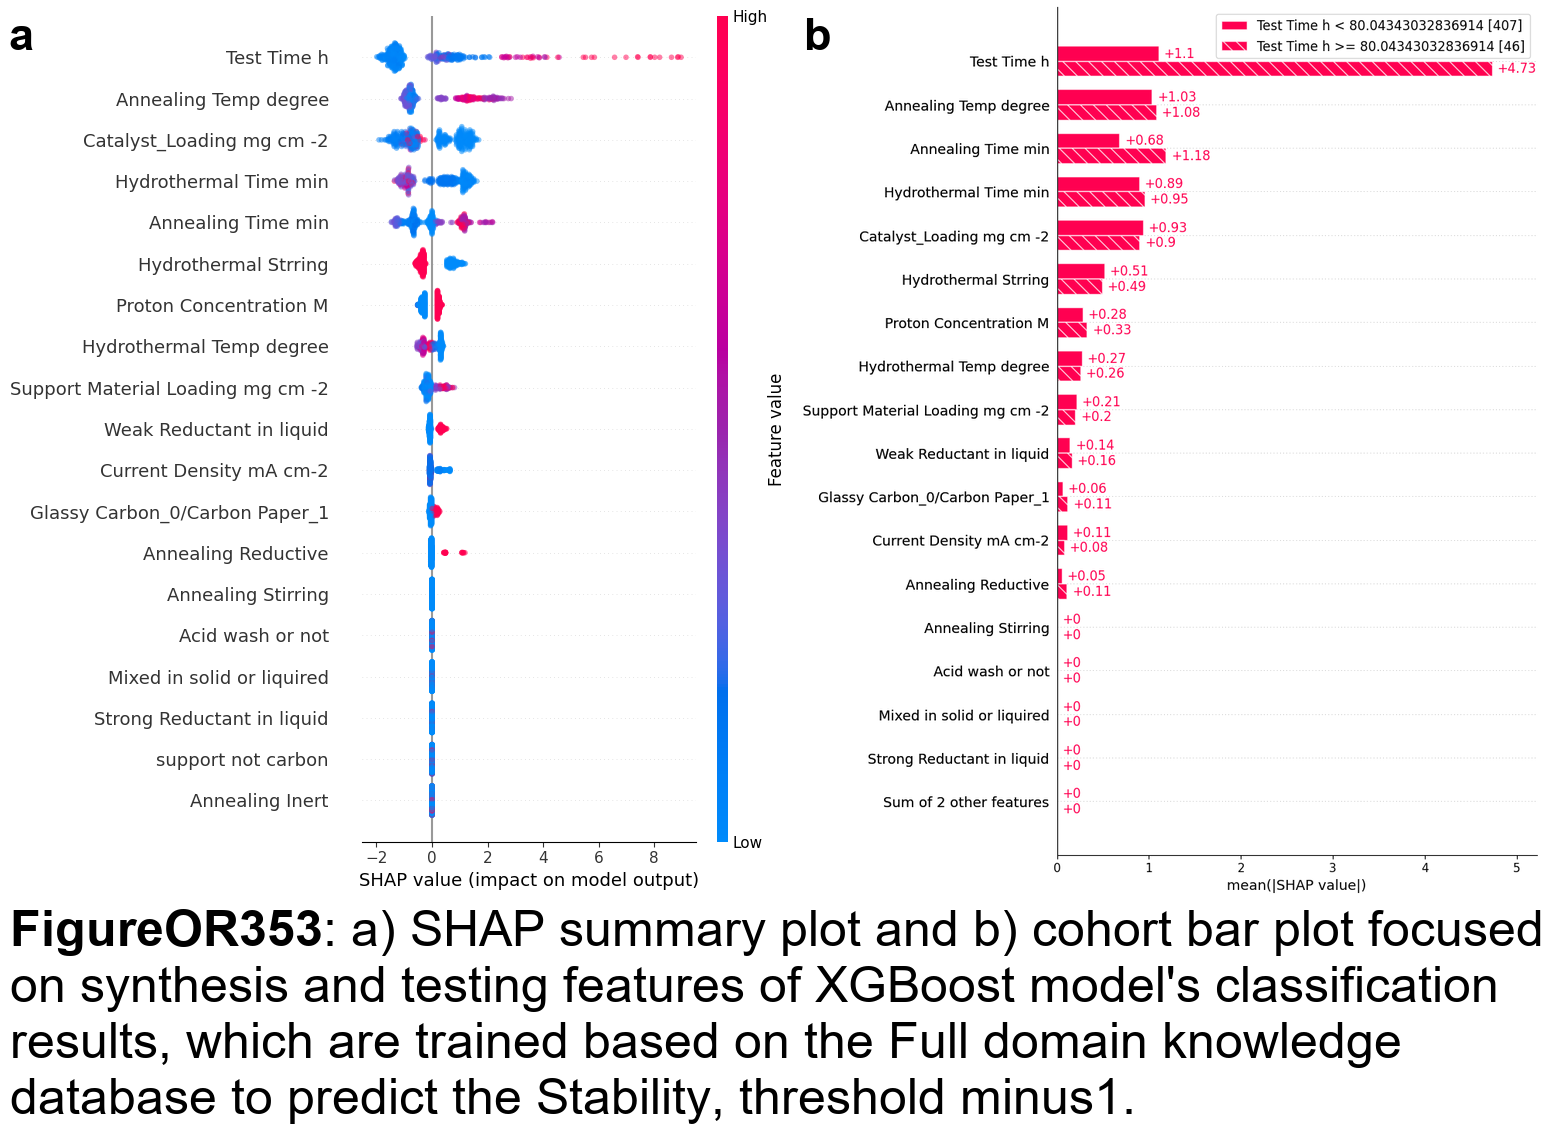 a
Test Time h
Annealing Temp degree
Catalyst_Loading mg cm -2
Hydrothermal Time min
Annealing Time min
Hydrothermal Strring
Proton Concentration M
Hydrothermal Temp degree
Support Material Loading mg cm -2
Weak Reductant in liquid
Current Density mA cm-2
Glassy Carbon_0/Carbon Paper_1
Annealing Reductive
Annealing Stirring
Acid wash or not
Mixed in solid or liquired
Strong Reductant in liquid
support not carbon
Annealing Inert
−2 0 2 4 6 8
SHAP value (impact on model output)
High
Feature value
Low
b
Test Time h < 80.04343032836914 [407]
Test Time h >= 80.04343032836914 [46]
Test Time h
+1.1
+4.73
Annealing Temp degree
+1.03
+1.08
Annealing Time min
+0.68
+1.18
Hydrothermal Time min
+0.89
+0.95
Catalyst_Loading mg cm -2
+0.93
+0.9
Hydrothermal Strring
+0.51
+0.49
Proton Concentration M
+0.28
+0.33
Hydrothermal Temp degree
+0.27
+0.26
Support Material Loading mg cm -2
+0.21
+0.2
Weak Reductant in liquid
+0.14
+0.16
Glassy Carbon_0/Carbon Paper_1
+0.06
+0.11
Current Density mA cm-2
+0.11
+0.08
Annealing Reductive
+0.05
+0.11
Annealing Stirring
+0
+0
Acid wash or not
+0
+0
Mixed in solid or liquired
+0
+0
Strong Reductant in liquid
+0
+0
Sum of 2 other features
+0
+0
0 1 2 3 4 5
mean(|SHAP value|)
FigureOR353: a) SHAP summary plot and b) cohort bar plot focused
on synthesis and testing features of XGBoost model's classification
results, which are trained based on the Full domain knowledge
database to predict the Stability, threshold minus1.